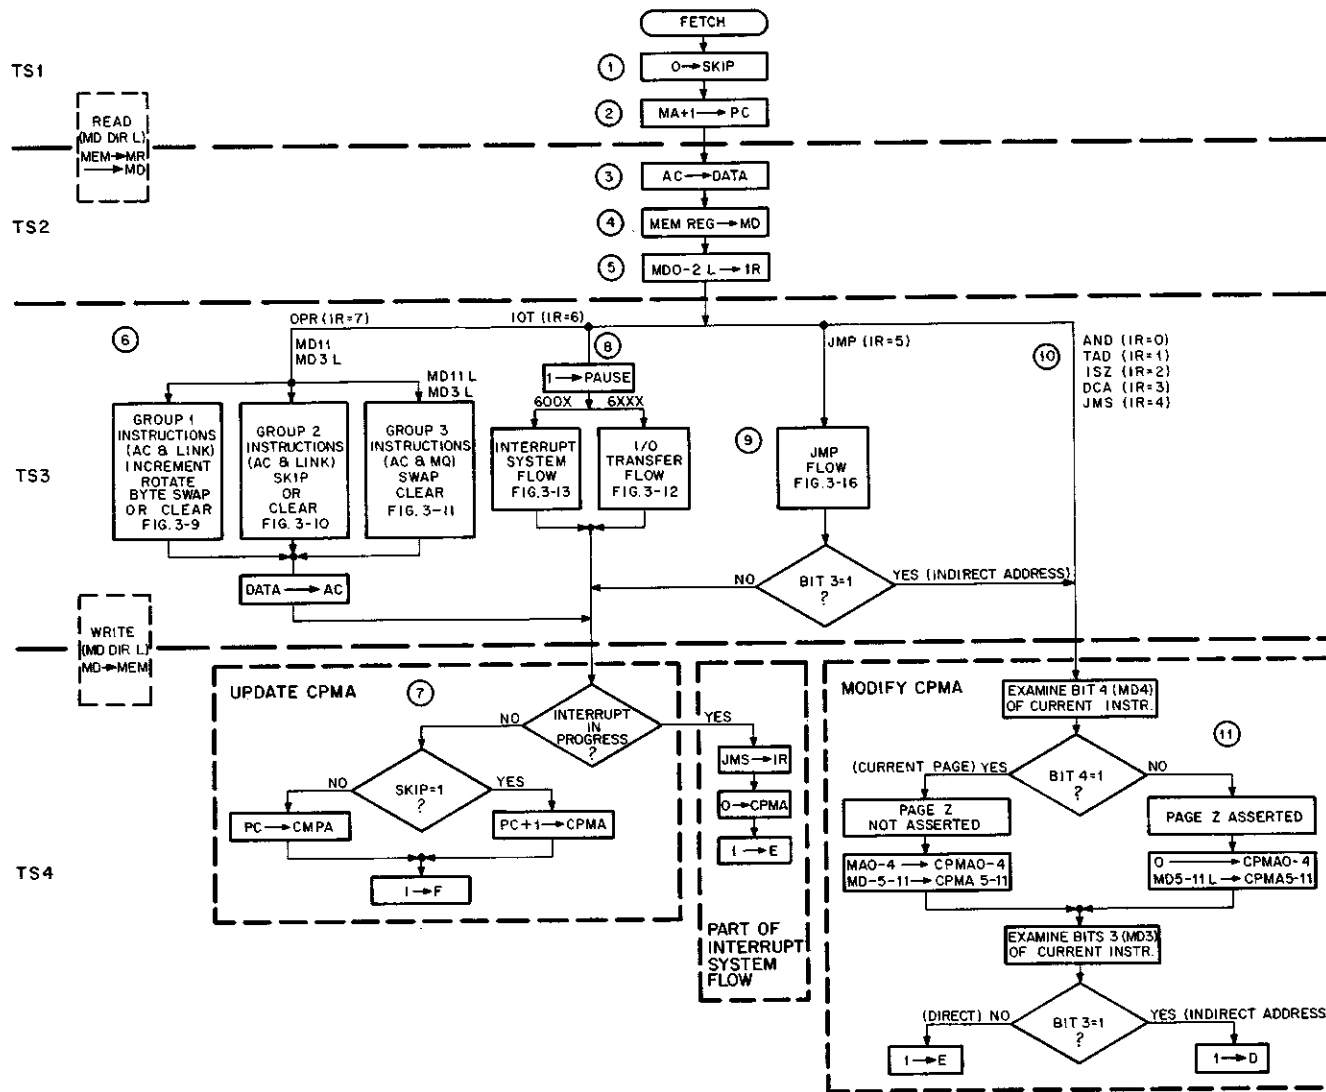 FETCH
TS1
1
0→SKIP
2
MA+1→PC
READ
(MD DIR L)
MEM→MR
→MD
3
AC→DATA
TS2
4
MEM REG→MD
5
MD0-2 L→IR
6
OPR (IR=7)
IOT (IR=6)
MD11
MD3 L
MD11 L
MD3 L
8
1→PAUSE
600X
6XXX
JMP (IR=5)
10
AND (IR=0)
TAD (IR=1)
ISZ (IR=2)
DCA (IR=3)
JMS (IR=4)
TS3
GROUP 1
INSTRUCTIONS
(AC & LINK)
INCREMENT
ROTATE
BYTE SWAP
OR CLEAR
FIG. 3-9
GROUP 2
INSTRUCTIONS
(AC & LINK)
SKIP
OR
CLEAR
FIG. 3-10
GROUP 3
INSTRUCTIONS
(AC & MQ)
SWAP
CLEAR
FIG. 3-11
INTERRUPT
SYSTEM
FLOW
FIG. 3-13
I/O
TRANSFER
FLOW
FIG. 3-12
9
JMP
FLOW
FIG. 3-16
DATA→AC
NO
BIT 3=1
?
YES (INDIRECT ADDRESS)
WRITE
(MD DIR L)
MD→MEM
UPDATE CPMA
7
INTERRUPT
IN
PROGRESS
?
NO
YES
SKIP=1
?
NO
YES
PC→CMPA
PC+1→CPMA
1→F
JMS→IR
0→CPMA
1→E
PART OF
INTERRUPT
SYSTEM
FLOW
TS4
MODIFY CPMA
EXAMINE BIT 4 (MD4)
OF CURRENT INSTR.
11
(CURRENT PAGE) YES
BIT 4=1
?
NO
PAGE Z
NOT ASSERTED
PAGE Z ASSERTED
MA0-4→CPMA0-4
MD-5-11→CPMA 5-11
0→CPMA0-4
MD5-11 L→CPMA5-11
EXAMINE BITS 3 (MD3)
OF CURRENT INSTR.
(DIRECT) NO
BIT 3=1
?
YES (INDIRECT ADDRESS
1→E
1→D